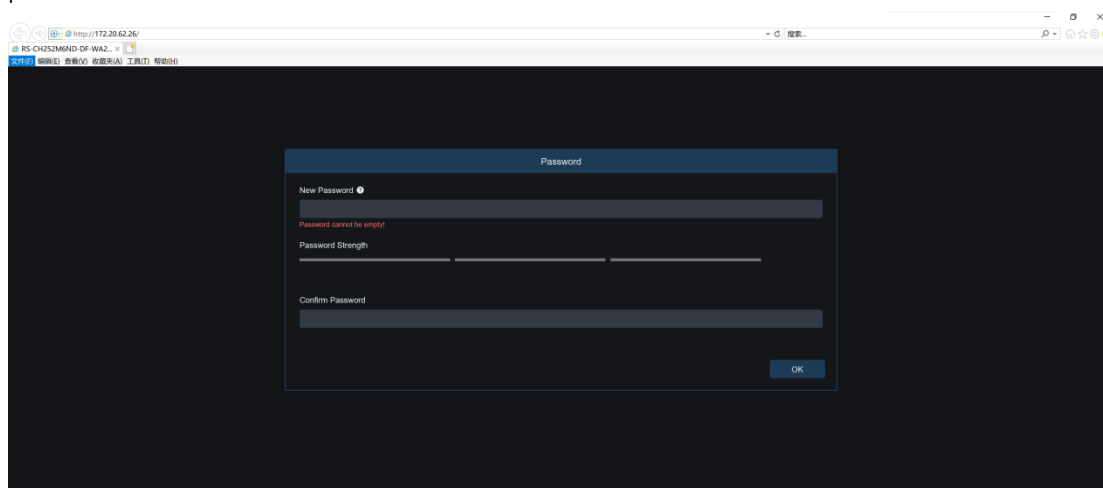 http://172.20.62.26/
搜索...
RS-CH252M6ND-DF-WA2...
文件(F) 编辑(E) 查看(V) 收藏夹(A) 工具(T) 帮助(H)
Password
New Password
Password cannot be empty!
Password Strength
Confirm Password
OK